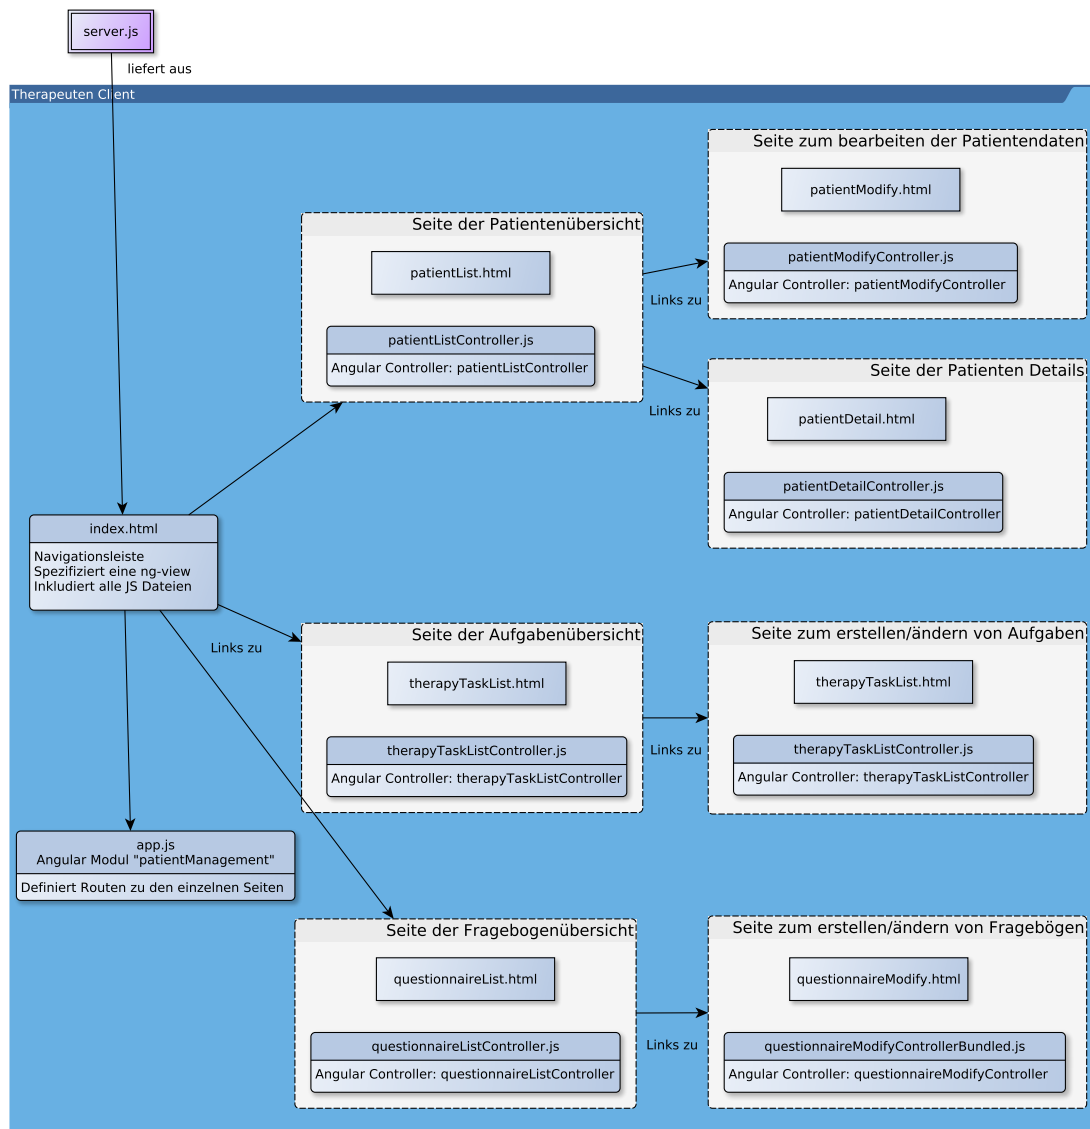 server.js
liefert aus
Therapeuten Client
Seite zum bearbeiten der Patientendaten
patientModify.html
patientModifyController.js
Angular Controller: patientModifyController
Seite der Patientenübersicht
patientList.html
patientListController.js
Angular Controller: patientListController
Links zu
Seite der Patienten Details
patientDetail.html
patientDetailController.js
Angular Controller: patientDetailController
Links zu
index.html
Navigationsleiste
Spezifiziert eine ng-view
Inkludiert alle JS Dateien
Links zu
Seite der Aufgabenübersicht
therapyTaskList.html
therapyTaskListController.js
Angular Controller: therapyTaskListController
Links zu
Seite zum erstellen/ändern von Aufgaben
therapyTaskList.html
therapyTaskListController.js
Angular Controller: therapyTaskListController
app.js
Angular Modul "patientManagement"
Definiert Routen zu den einzelnen Seiten
Seite der Fragebogenübersicht
questionnaireList.html
questionnaireListController.js
Angular Controller: questionnaireListController
Links zu
Seite zum erstellen/ändern von Fragebögen
questionnaireModify.html
questionnaireModifyControllerBundled.js
Angular Controller: questionnaireModifyController